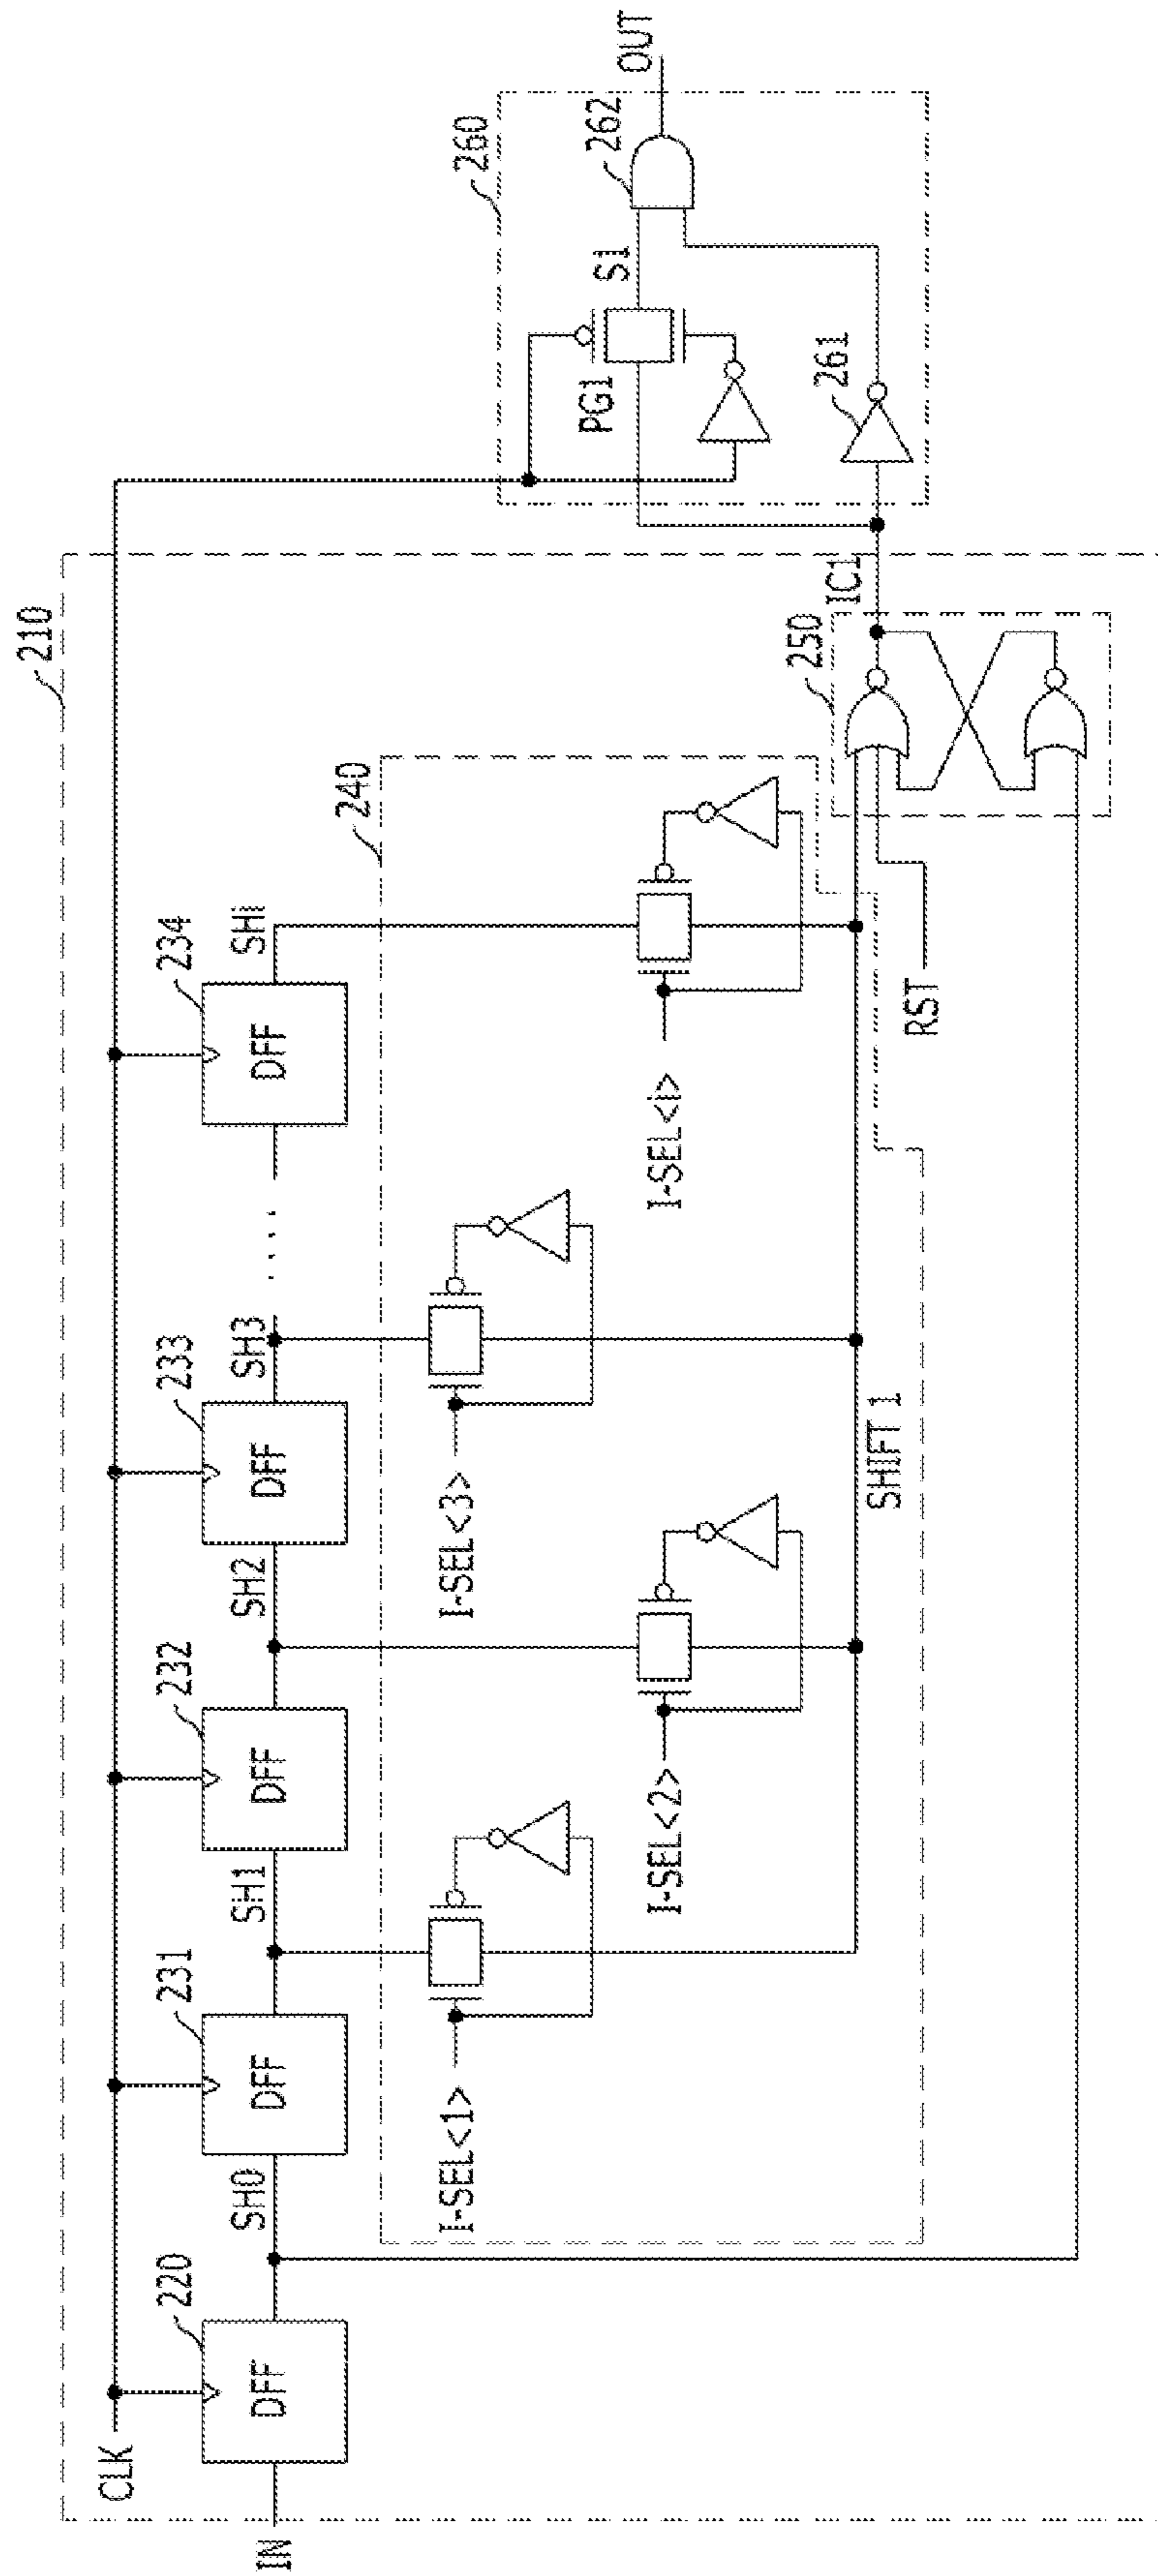 210
CLK
IN
220
DFF
SH0
231
DFF
SH1
232
DFF
SH2
233
DFF
SH3
....
234
DFF
SHi
240
I-SEL<1>
I-SEL<2>
I-SEL<3>
I-SEL<i>
SHIFT 1
RST
250
IC1
260
PG1
S1
261
262
OUT